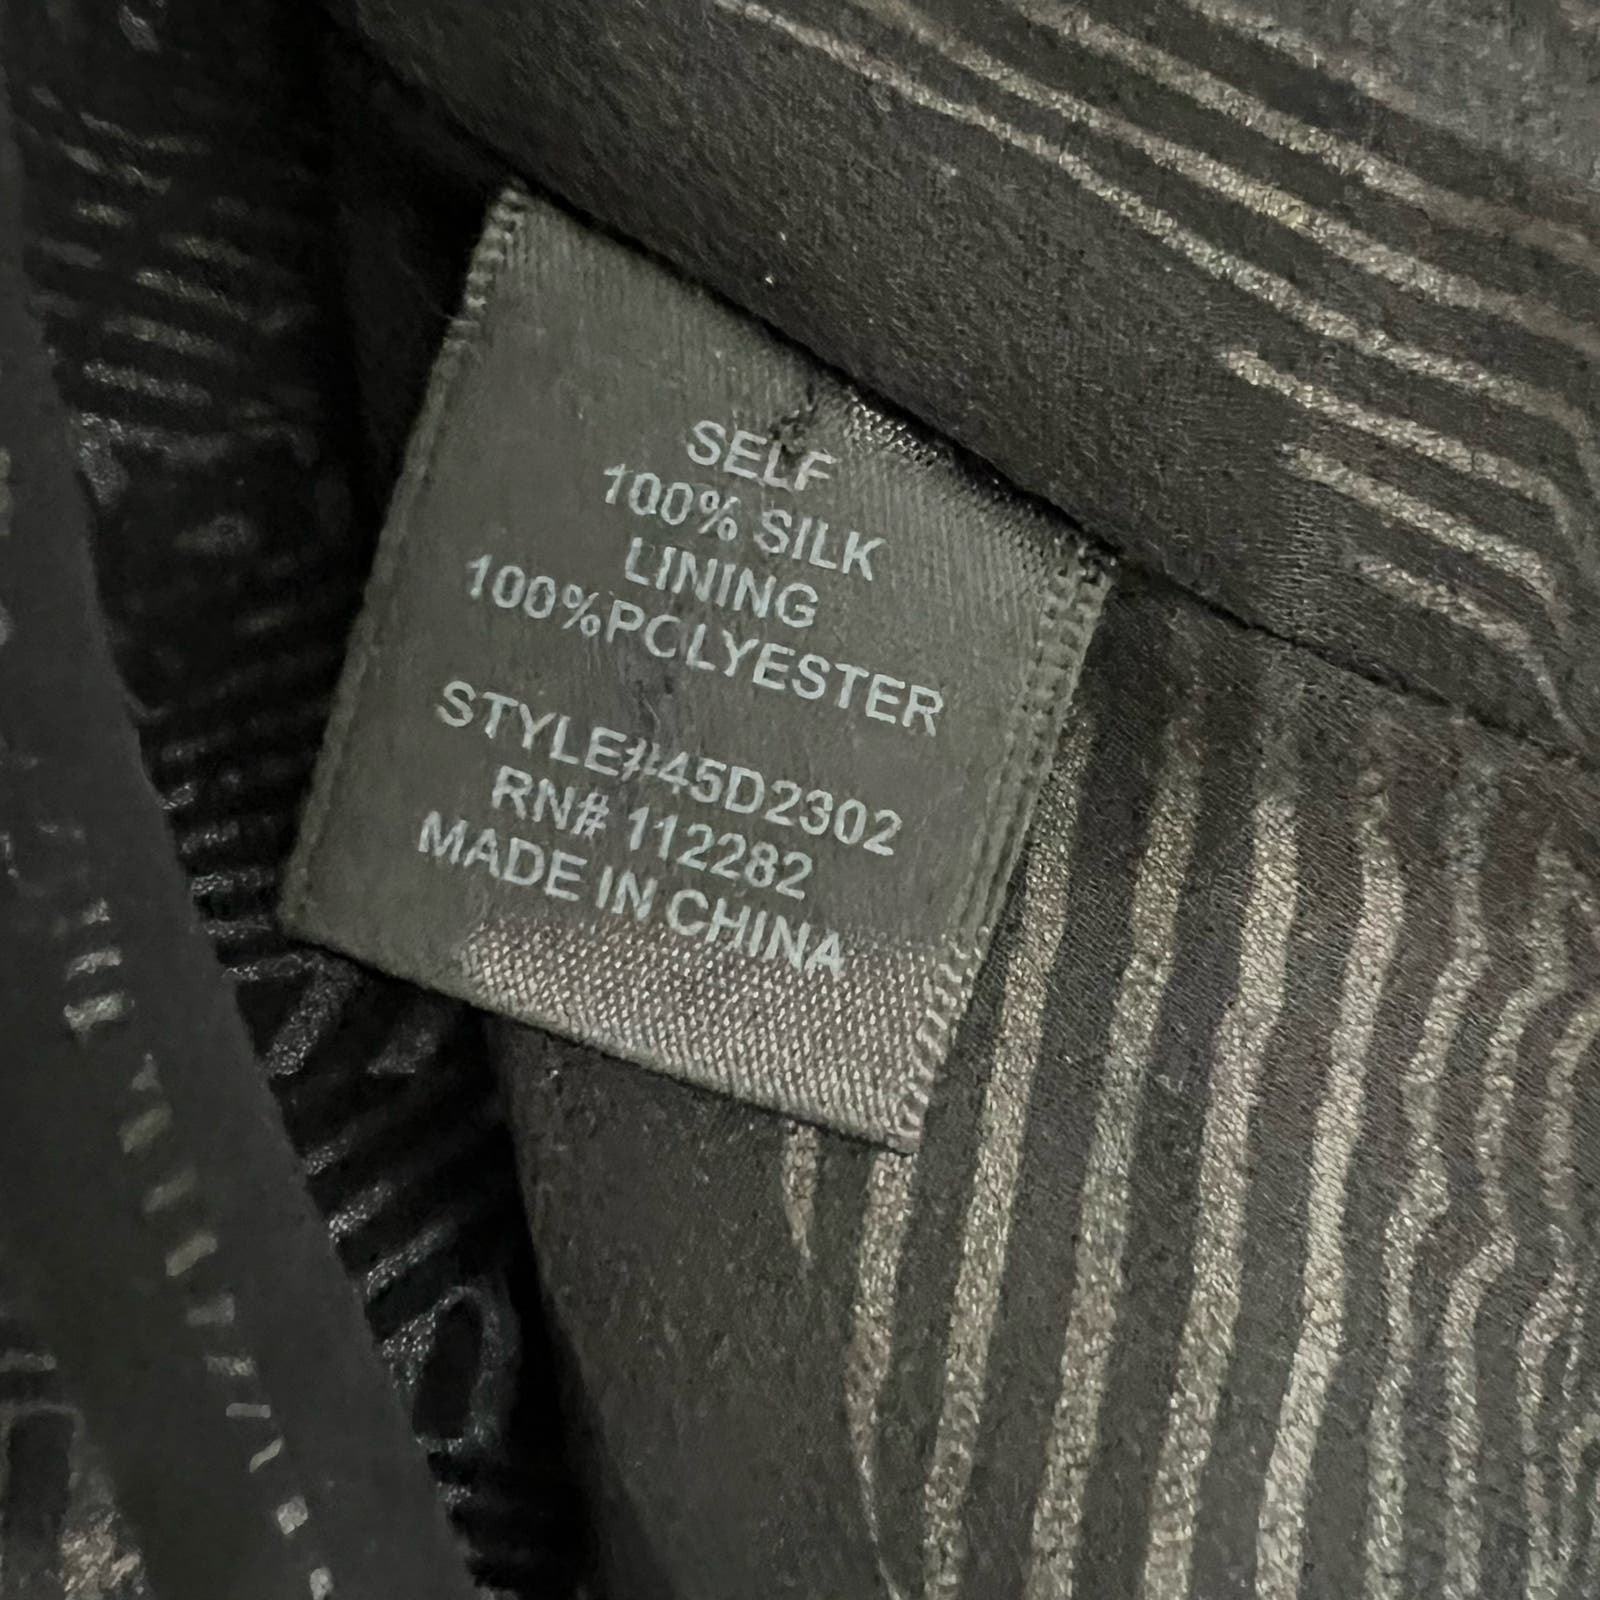 SELF
100% SILK
LINING
100%POLYESTER
STYLE#45D2302
RN# 112282
MADE IN CHINA